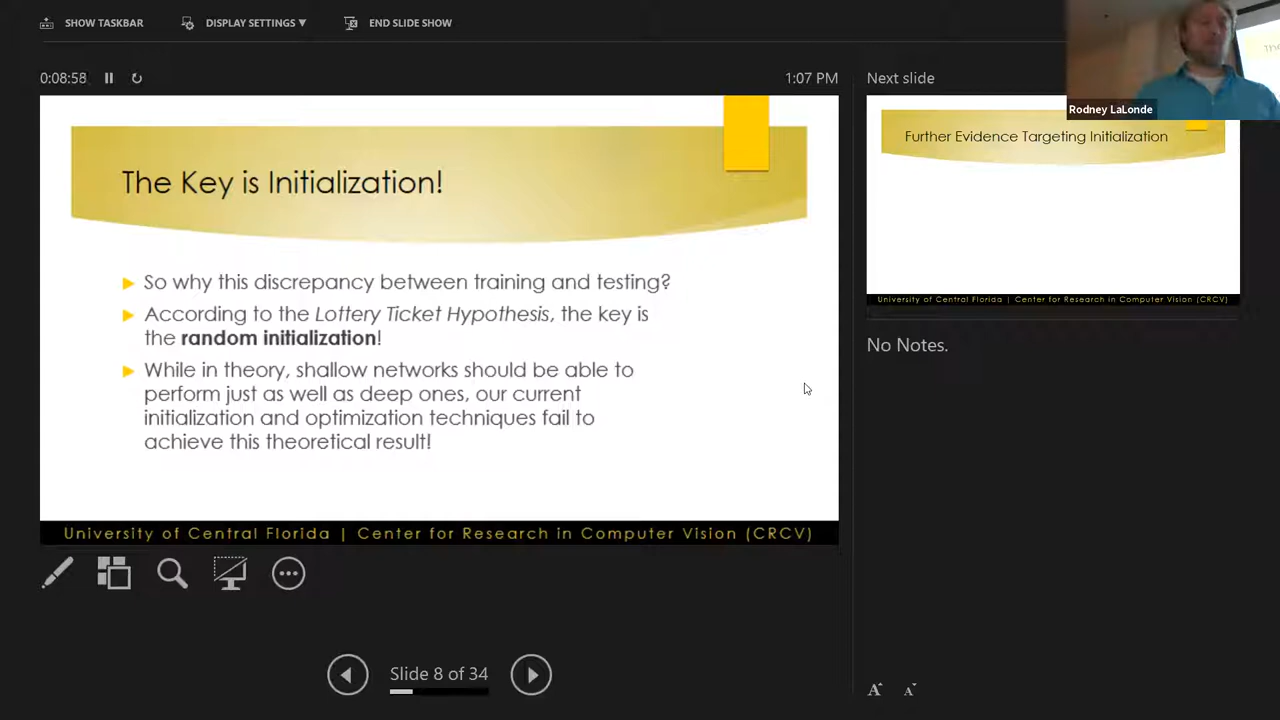 SHOW TASKBAR
DISPLAY SETTINGS ▼
END SLIDE SHOW
0:08:58
1:07 PM
The Key is Initialization!
So why this discrepancy between training and testing?
According to the Lottery Ticket Hypothesis, the key is
the random initialization!
While in theory, shallow networks should be able to
perform just as well as deep ones, our current
initialization and optimization techniques fail to
achieve this theoretical result!
University of Central Florida | Center for Research in Computer Vision (CRCV)
Slide 8 of 34
Next slide
Rodney LaLonde
Further Evidence Targeting Initialization
University of Central Florida | Center for Research in Computer Vision (CRCV)
No Notes.
A A